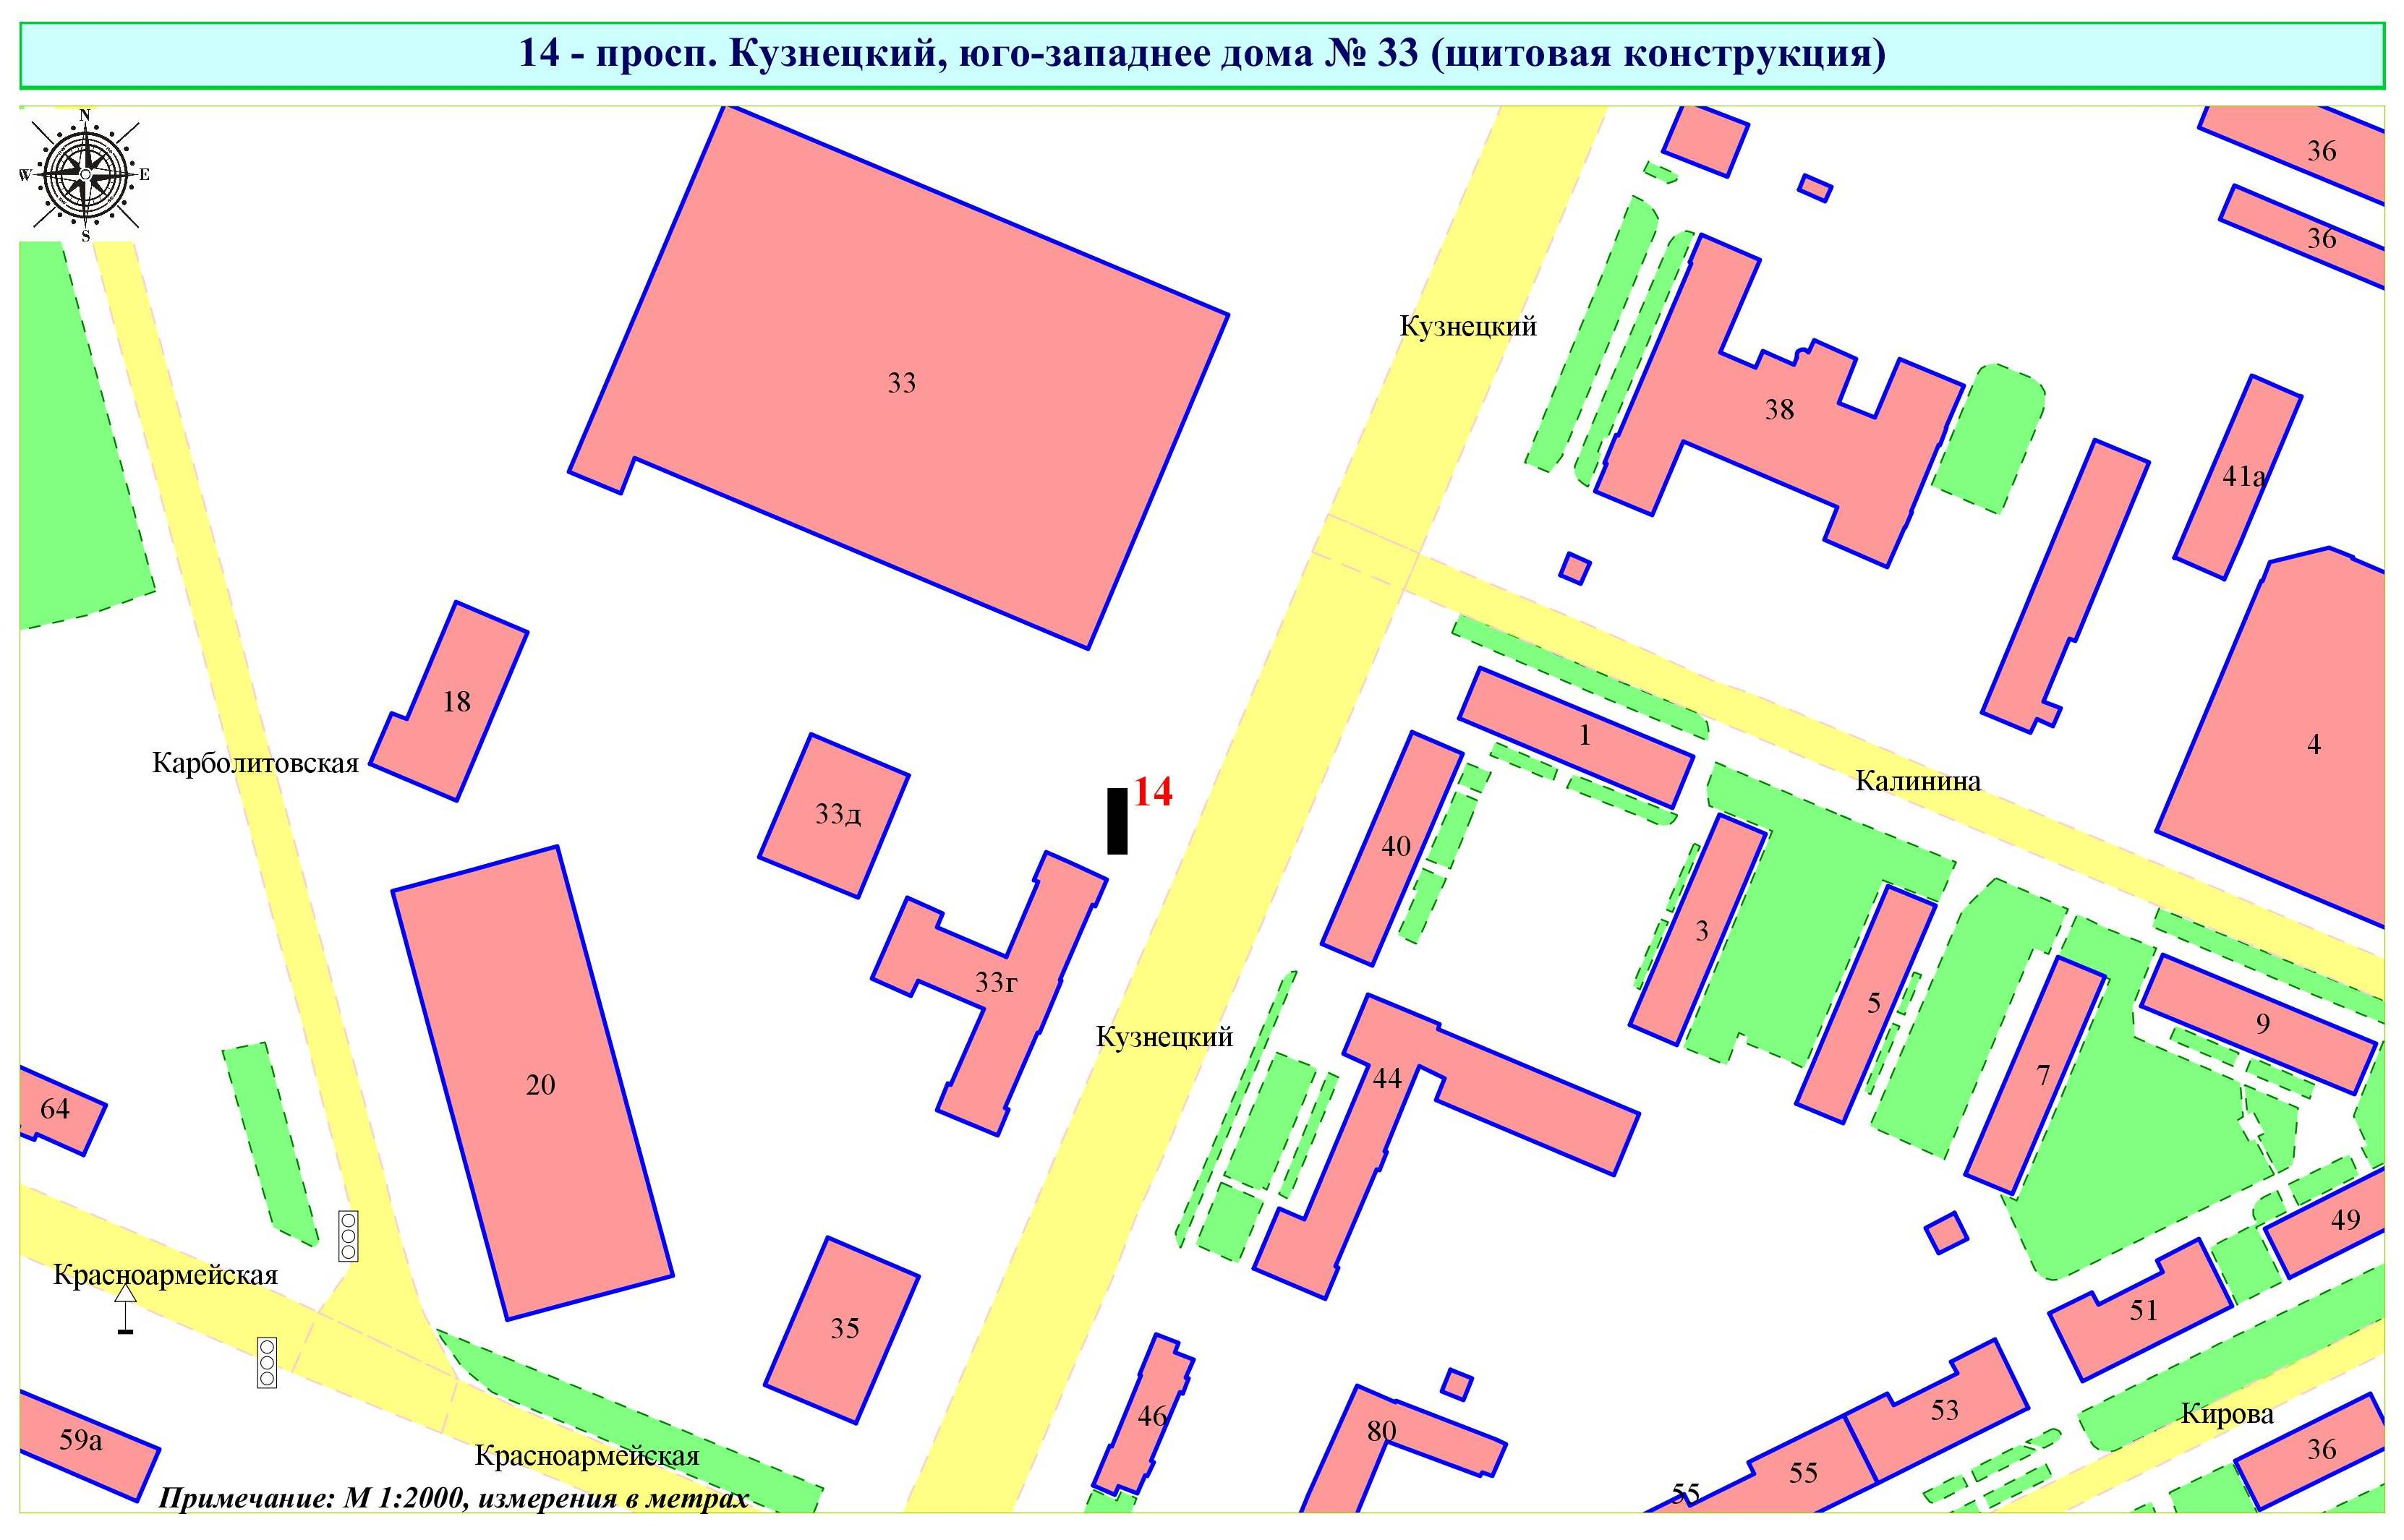 14 - просп. Кузнецкий, юго-западнее дома № 33 (щитовая конструкция)
N
W E
S
36
36
Кузнецкий
33
38
41а
18
1
4
Карболитовская
Калинина
14
33д
40
3
33г
5
9
Кузнецкий
44
7
20
64
49
Красноармейская
51
35
46
53
Кирова
80
59а
Красноармейская
36
55
55
Примечание: М 1:2000, измерения в метрах